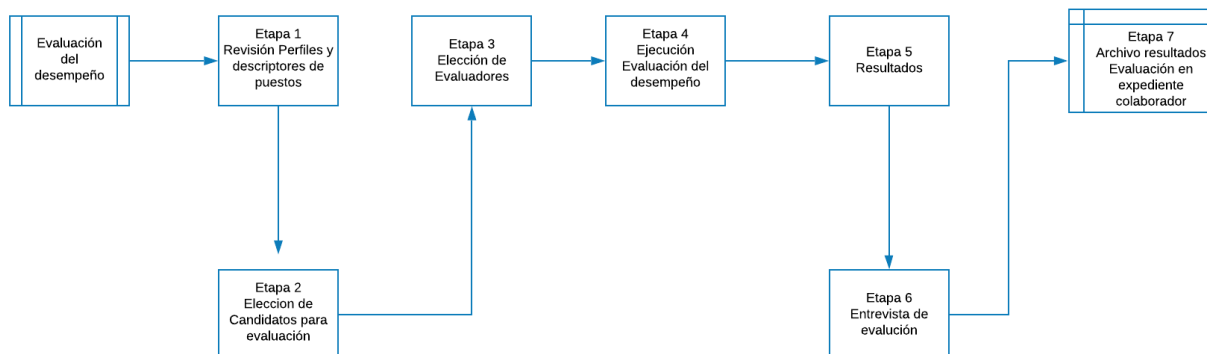 Evaluación
del
desempeño
Etapa 1
Revisión Perfiles y
descriptores de
puestos
Etapa 2
Eleccion de
Candidatos para
evaluación
Etapa 3
Elección de
Evaluadores
Etapa 4
Ejecución
Evaluación del
desempeño
Etapa 5
Resultados
Etapa 6
Entrevista de
evalución
Etapa 7
Archivo resultados
Evaluación en
expediente
colaborador